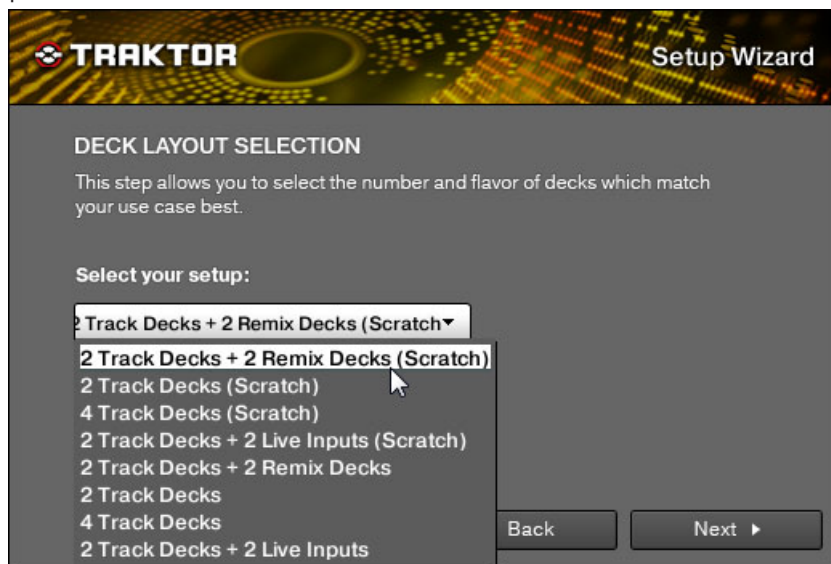 TRAKTOR
Setup Wizard
DECK LAYOUT SELECTION
This step allows you to select the number and flavor of decks which match
your use case best.
Select your setup:
2 Track Decks + 2 Remix Decks (Scratch
2 Track Decks + 2 Remix Decks (Scratch)
2 Track Decks (Scratch)
4 Track Decks (Scratch)
2 Track Decks + 2 Live Inputs (Scratch)
2 Track Decks + 2 Remix Decks
2 Track Decks
4 Track Decks
2 Track Decks + 2 Live Inputs
Back
Next